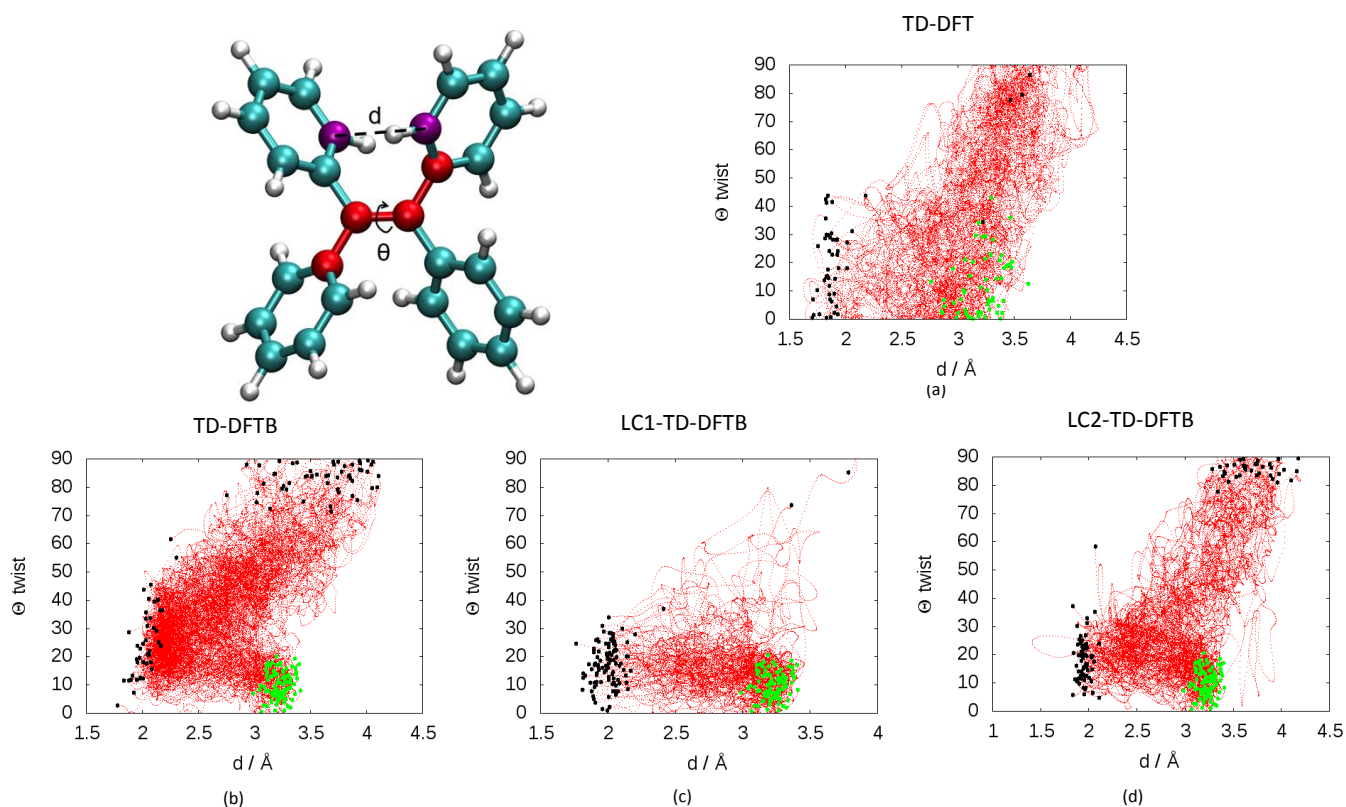 d
θ
TD-DFT
90
80
70
60
50
40
30
20
10
0
Θ twist
1.5 2 2.5 3 3.5 4 4.5
d / Å
(a)
TD-DFTB
90
80
70
60
50
40
30
20
10
0
Θ twist
1.5 2 2.5 3 3.5 4 4.5
d / Å
(b)
LC1-TD-DFTB
90
80
70
60
50
40
30
20
10
0
Θ twist
1.5 2 2.5 3 3.5 4
d / Å
(c)
LC2-TD-DFTB
90
80
70
60
50
40
30
20
10
0
Θ twist
1 1.5 2 2.5 3 3.5 4 4.5
d / Å
(d)